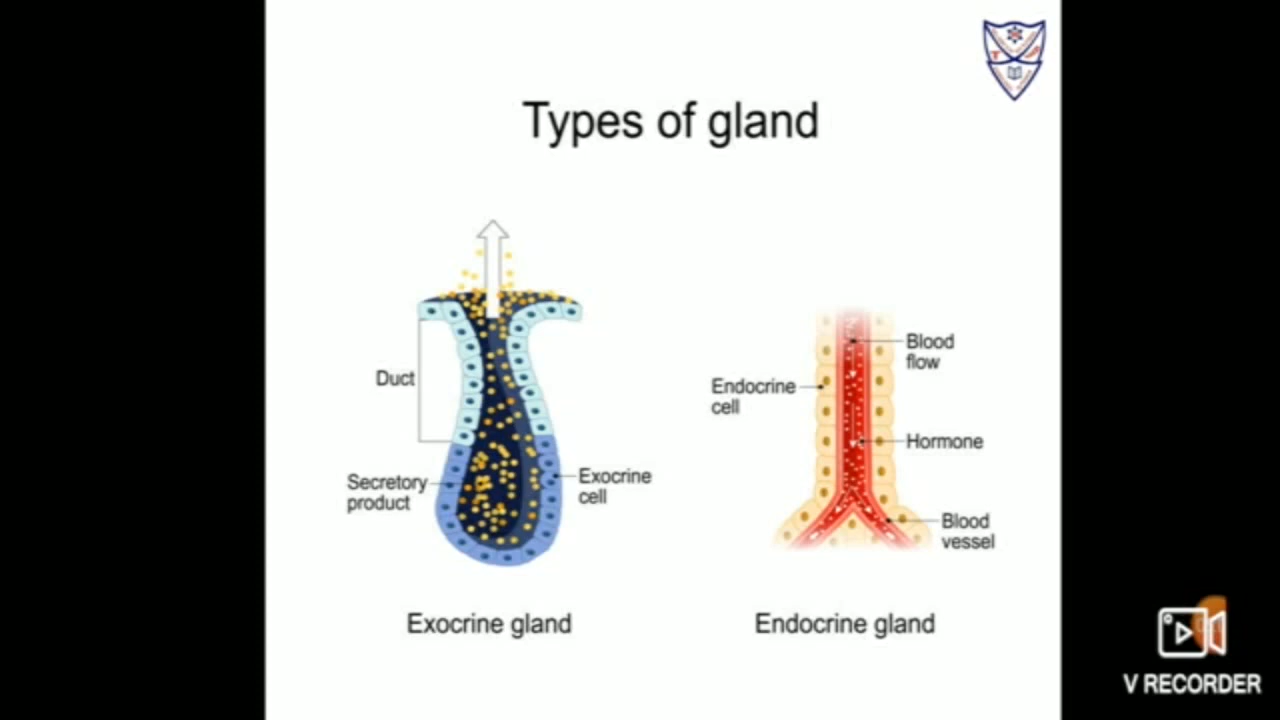 Types of gland
Duct
Secretory
product
Exocrine
cell
Exocrine gland
Endocrine
cell
Blood
flow
Hormone
Blood
vessel
Endocrine gland
V RECORDER